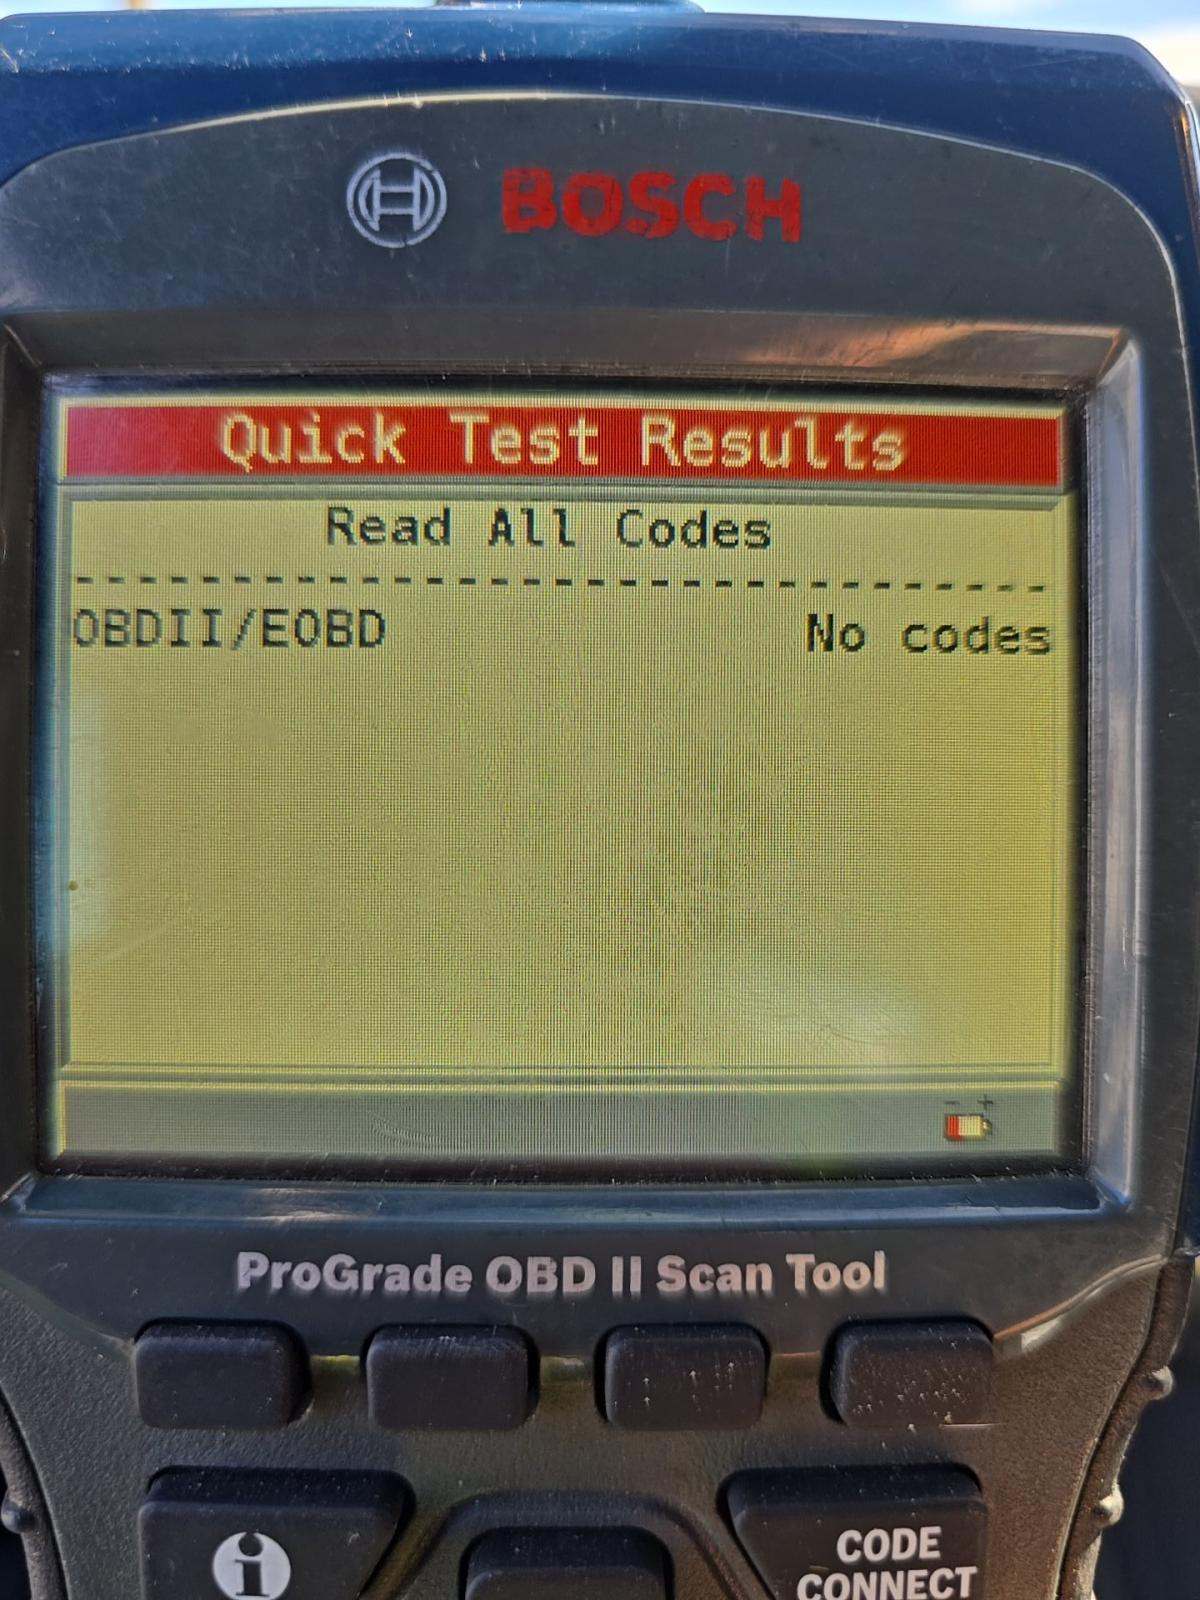 BOSCH
Quick Test Results
Read All Codes
--------------------------------
OBDII/EOBD No codes
- +
ProGrade OBD II Scan Tool
i
CODE
CONNECT